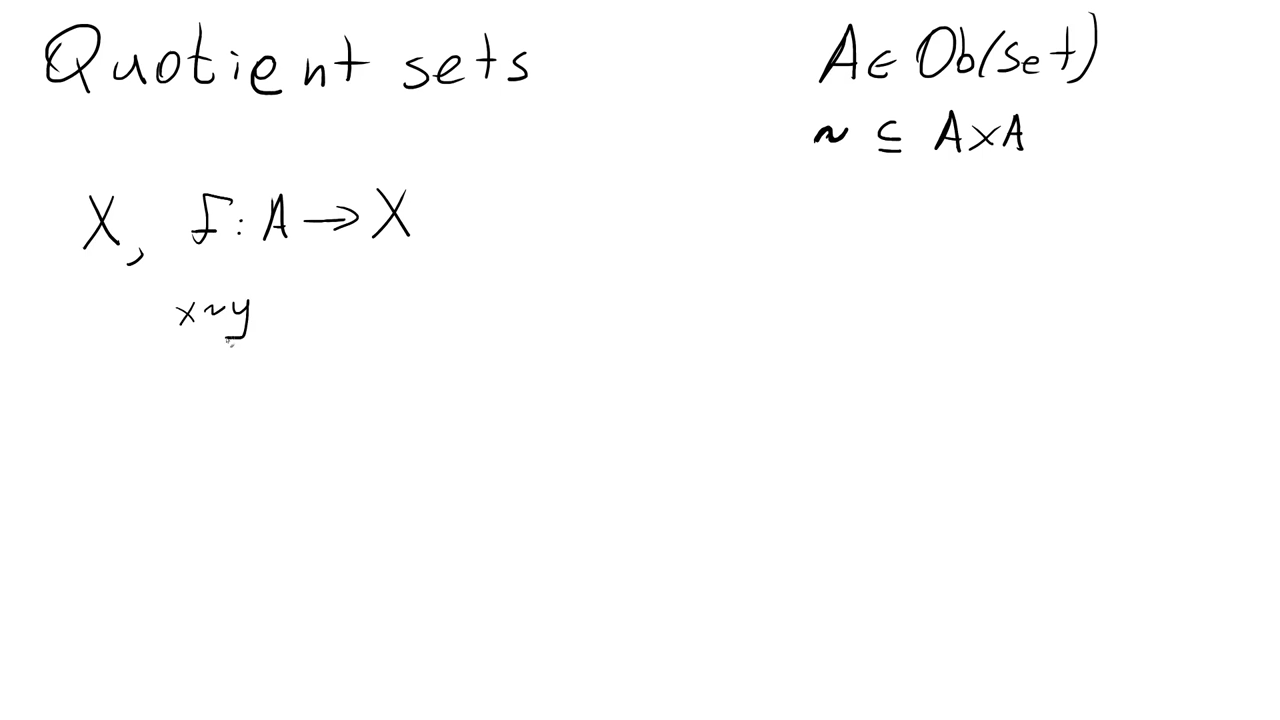 Quotient sets
A ∈ Ob(Set)
~ ⊆ A×A
X, f: A → X
x~y